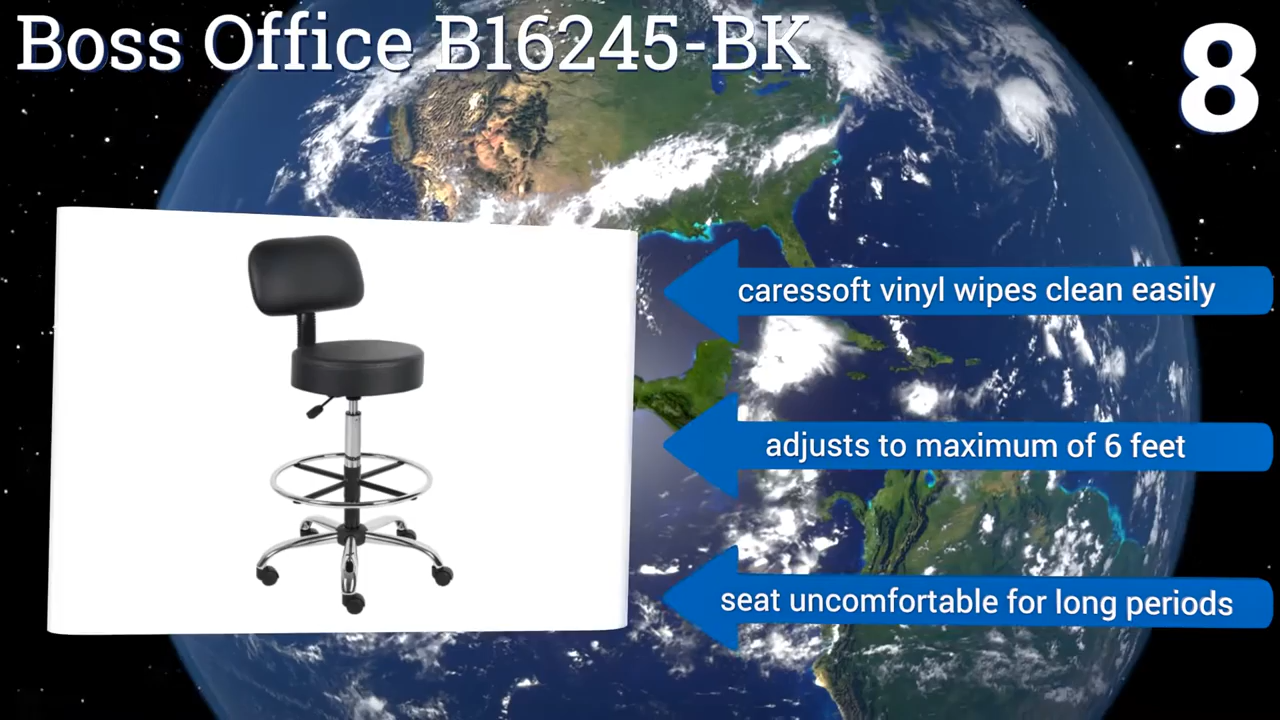 Boss Office B16245-BK
8
caressoft vinyl wipes clean easily
adjusts to maximum of 6 feet
seat uncomfortable for long periods